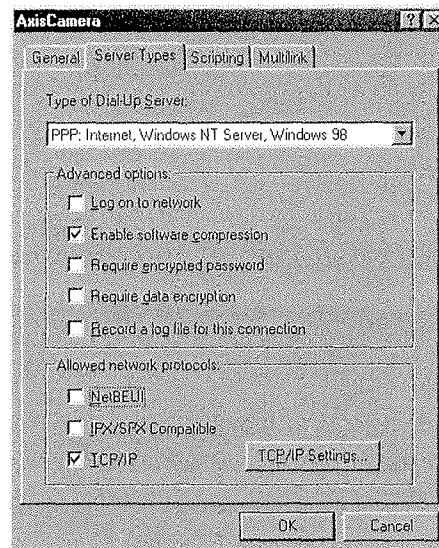 AxisCamera
General Server Types Scripting Multilink
Type of Dial-Up Server:
PPP: Internet, Windows NT Server, Windows 98
Advanced options:
Log on to network
Enable software compression
Require encrypted password
Require data encryption
Record a log file for this connection
Allowed network protocols:
NetBEUI
IPX/SPX Compatible
TCP/IP TCP/IP Settings...
OK Cancel